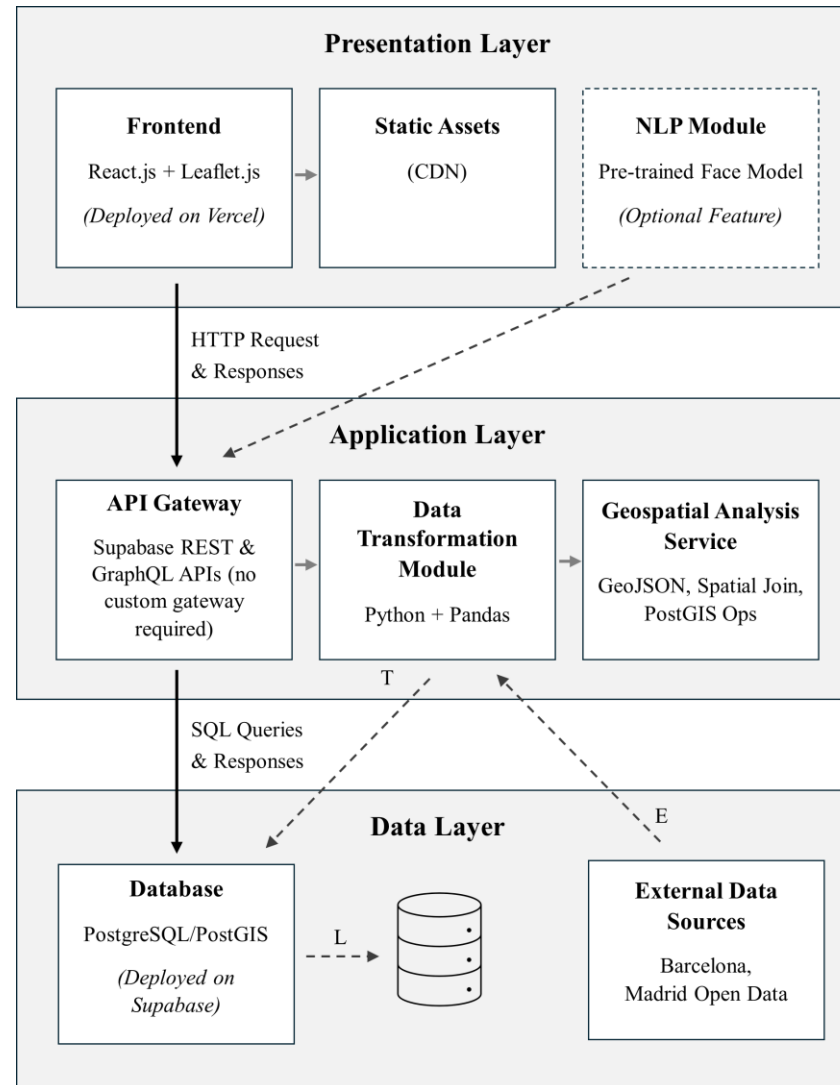 Presentation Layer
Frontend
React.js + Leaflet.js
(Deployed on Vercel)
Static Assets
(CDN)
NLP Module
Pre-trained Face Model
(Optional Feature)
HTTP Request
& Responses
Application Layer
API Gateway
Supabase REST &
GraphQL APIs (no
custom gateway
required)
Data
Transformation
Module
Python + Pandas
Geospatial Analysis
Service
GeoJSON, Spatial Join,
PostGIS Ops
T
SQL Queries
& Responses
E
Data Layer
Database
PostgreSQL/PostGIS
(Deployed on
Supabase)
L
External Data
Sources
Barcelona,
Madrid Open Data